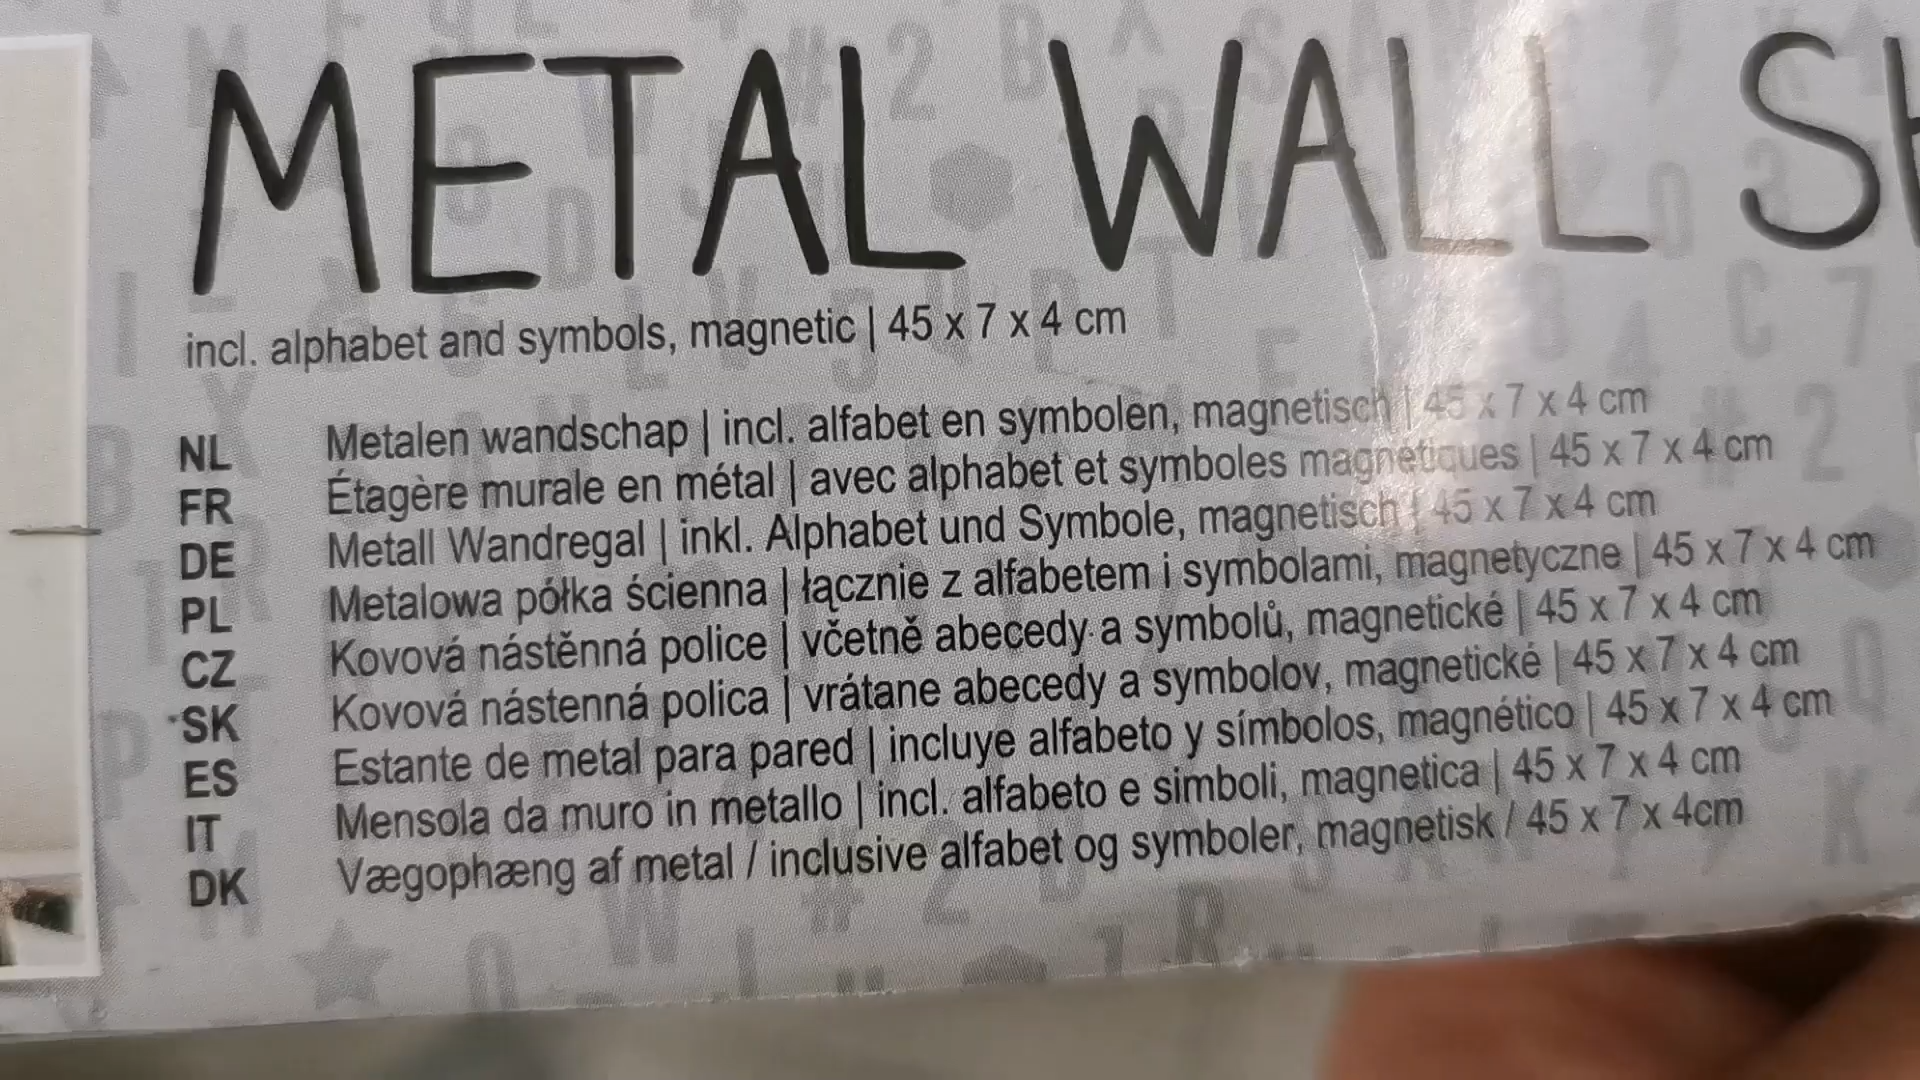 METAL WALL SH
incl. alphabet and symbols, magnetic | 45 x 7 x 4 cm
NL Metalen wandschap | incl. alfabet en symbolen, magnetisch | 45 x 7 x 4 cm
FR Étagère murale en métal | avec alphabet et symboles magnétiques | 45 x 7 x 4 cm
DE Metall Wandregal | inkl. Alphabet und Symbole, magnetisch | 45 x 7 x 4 cm
PL Metalowa półka ścienna | łącznie z alfabetem i symbolami, magnetyczne | 45 x 7 x 4 cm
CZ Kovová nástěnná police | včetně abecedy a symbolů, magnetické | 45 x 7 x 4 cm
SK Kovová nástenná polica | vrátane abecedy a symbolov, magnetické | 45 x 7 x 4 cm
ES Estante de metal para pared | incluye alfabeto y símbolos, magnético | 45 x 7 x 4 cm
IT Mensola da muro in metallo | incl. alfabeto e simboli, magnetica | 45 x 7 x 4 cm
DK Vægophæng af metal / inclusive alfabet og symboler, magnetisk / 45 x 7 x 4cm